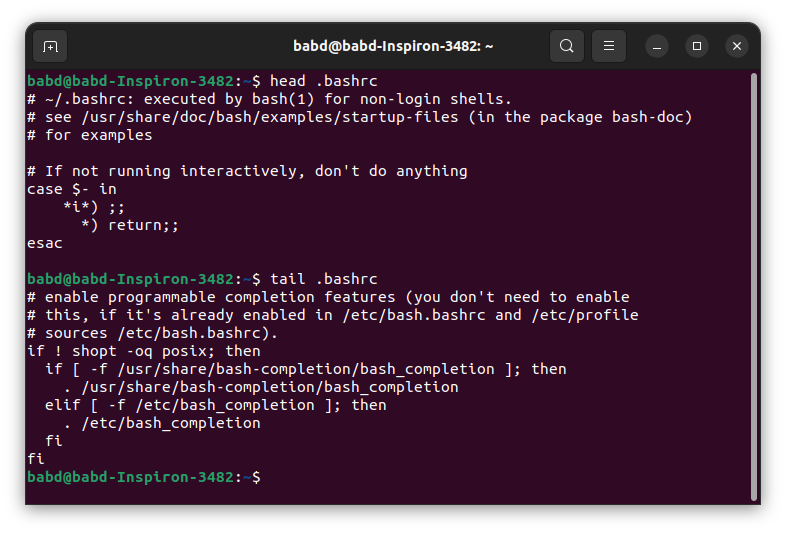 babd@babd-Inspiron-3482: ~
babd@babd-Inspiron-3482:~$ head .bashrc
# ~/.bashrc: executed by bash(1) for non-login shells.
# see /usr/share/doc/bash/examples/startup-files (in the package bash-doc)
# for examples

# If not running interactively, don't do anything
case $- in
    *i*) ;;
      *) return;;
esac

babd@babd-Inspiron-3482:~$ tail .bashrc
# enable programmable completion features (you don't need to enable
# this, if it's already enabled in /etc/bash.bashrc and /etc/profile
# sources /etc/bash.bashrc).
if ! shopt -oq posix; then
  if [ -f /usr/share/bash-completion/bash_completion ]; then
    . /usr/share/bash-completion/bash_completion
  elif [ -f /etc/bash_completion ]; then
    . /etc/bash_completion
  fi
fi
babd@babd-Inspiron-3482:~$